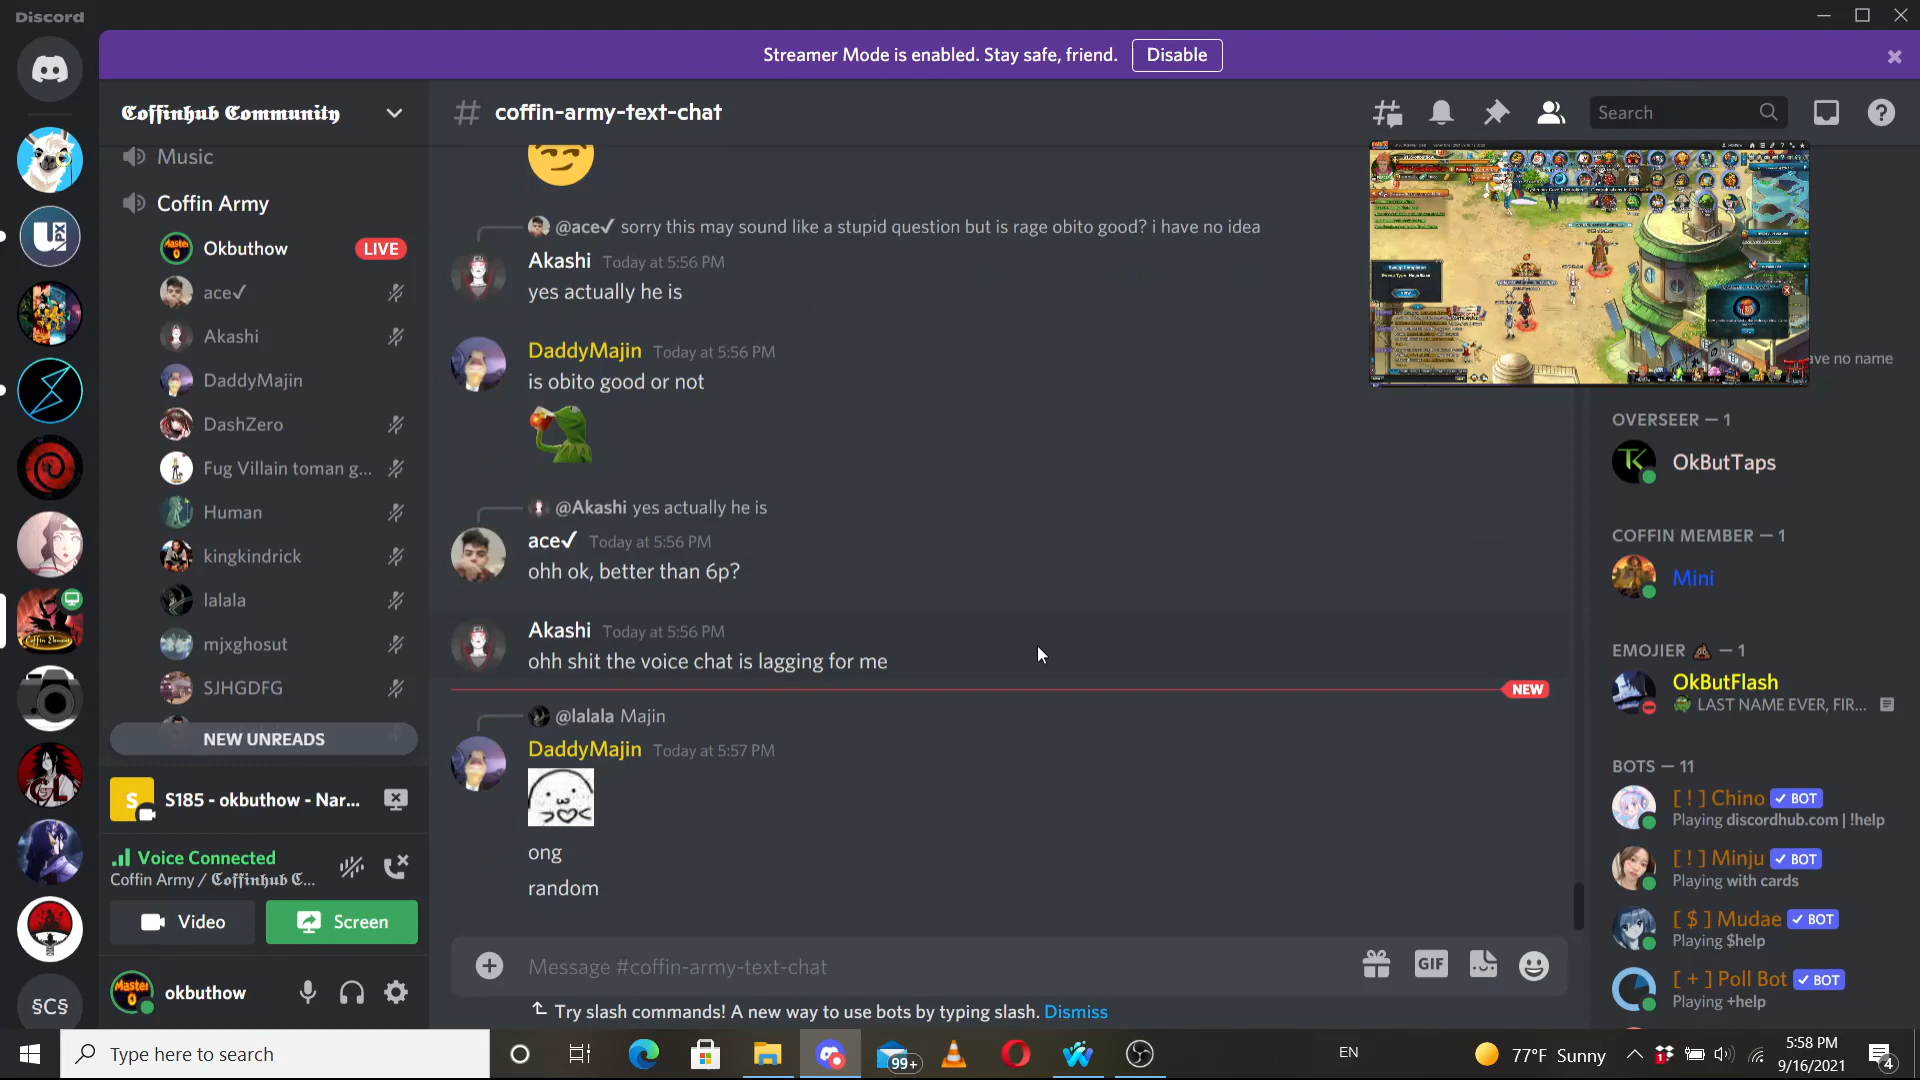 Discord
Streamer Mode is enabled. Stay safe, friend.
Disable
Coffinhub Community
coffin-army-text-chat
Search
Music
Coffin Army
Okbuthow
LIVE
ace✓
Akashi
DaddyMajin
DashZero
Fug Villain toman g...
Human
kingkindrick
lalala
mjxghosut
SJHGDFG
NEW UNREADS
S
S185 - okbuthow - Nar...
Voice Connected
Coffin Army / Coffinhub C...
Video
Screen
okbuthow
§C§
@ace✓ sorry this may sound like a stupid question but is rage obito good? i have no idea
Akashi Today at 5:56 PM
yes actually he is
DaddyMajin Today at 5:56 PM
is obito good or not
@Akashi yes actually he is
ace✓ Today at 5:56 PM
ohh ok, better than 6p?
Akashi Today at 5:56 PM
ohh shit the voice chat is lagging for me
NEW
@lalala Majin
DaddyMajin Today at 5:57 PM
ong
random
Message #coffin-army-text-chat
GIF
Try slash commands! A new way to use bots by typing slash. Dismiss
ave no name
OVERSEER — 1
OkButTaps
COFFIN MEMBER — 1
Mini
EMOJIER 💩 — 1
OkButFlash
LAST NAME EVER, FIR...
BOTS — 11
[ ! ] Chino ✓ BOT
Playing discordhub.com | !help
[ ! ] Minju ✓ BOT
Playing with cards
[ $ ] Mudae ✓ BOT
Playing $help
[ + ] Poll Bot ✓ BOT
Playing +help
Type here to search
99+
EN
77°F Sunny
5:58 PM
9/16/2021
4